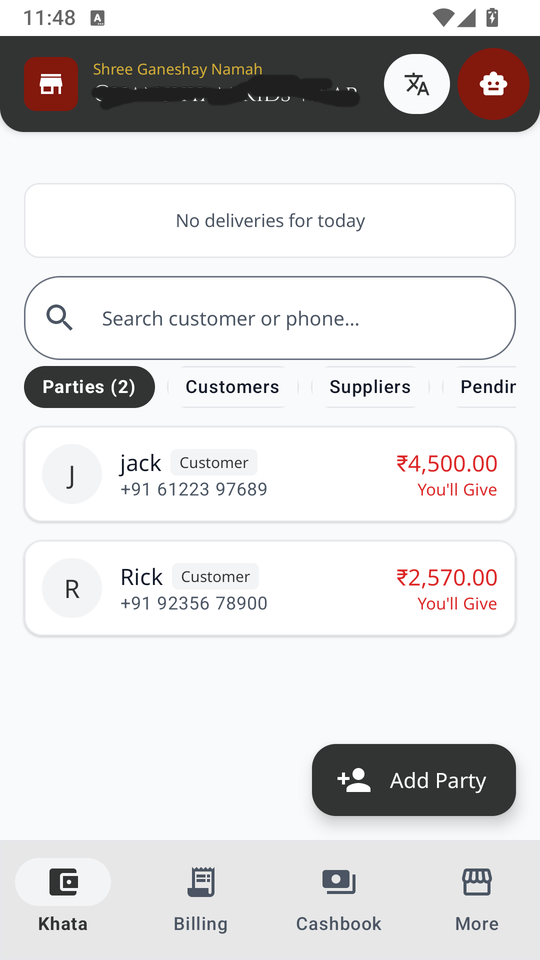 11:48
Shree Ganeshay Namah
No deliveries for today
Search customer or phone...
Parties (2) Customers Suppliers Pendin
J jack Customer ₹4,500.00
+91 61223 97689 You'll Give
R Rick Customer ₹2,570.00
+91 92356 78900 You'll Give
Add Party
Khata Billing Cashbook More